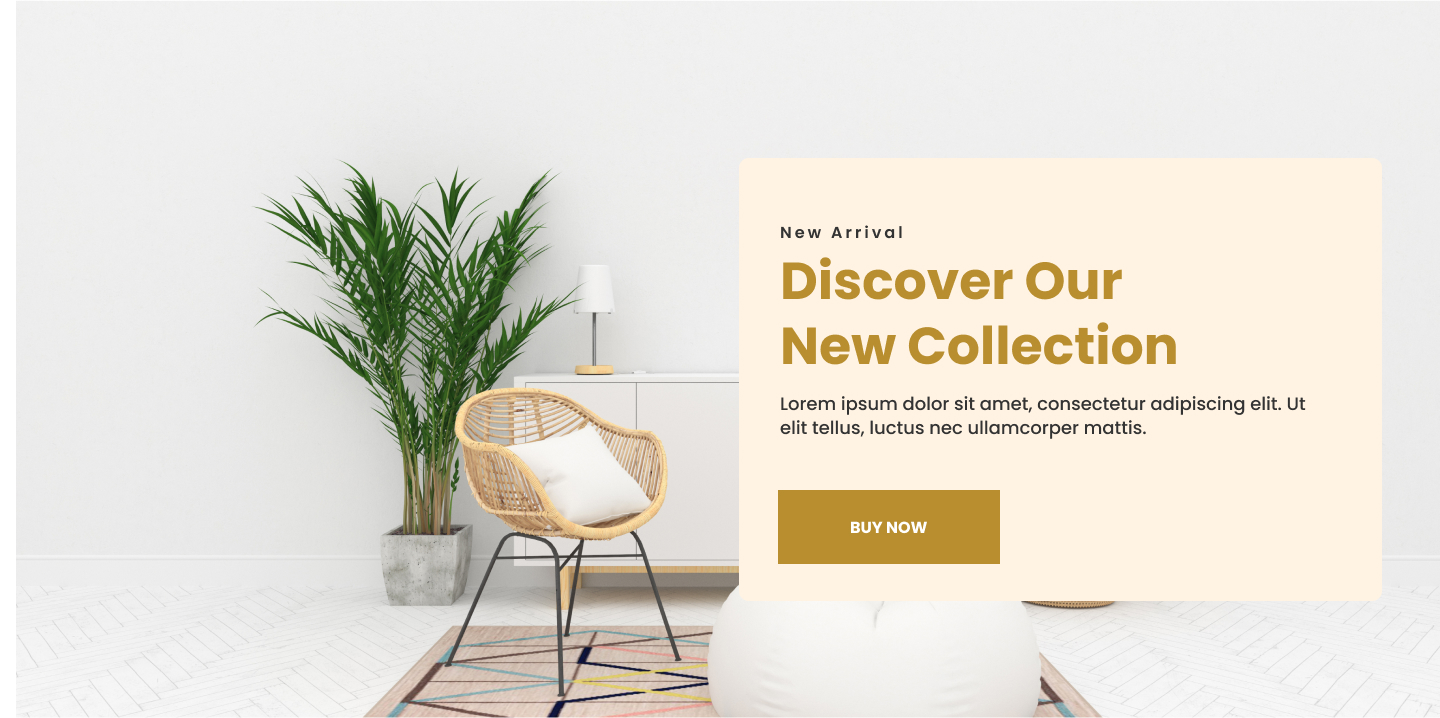 New Arrival
Discover Our
New Collection
Lorem ipsum dolor sit amet, consectetur adipiscing elit. Ut
elit tellus, luctus nec ullamcorper mattis.
BUY NOW